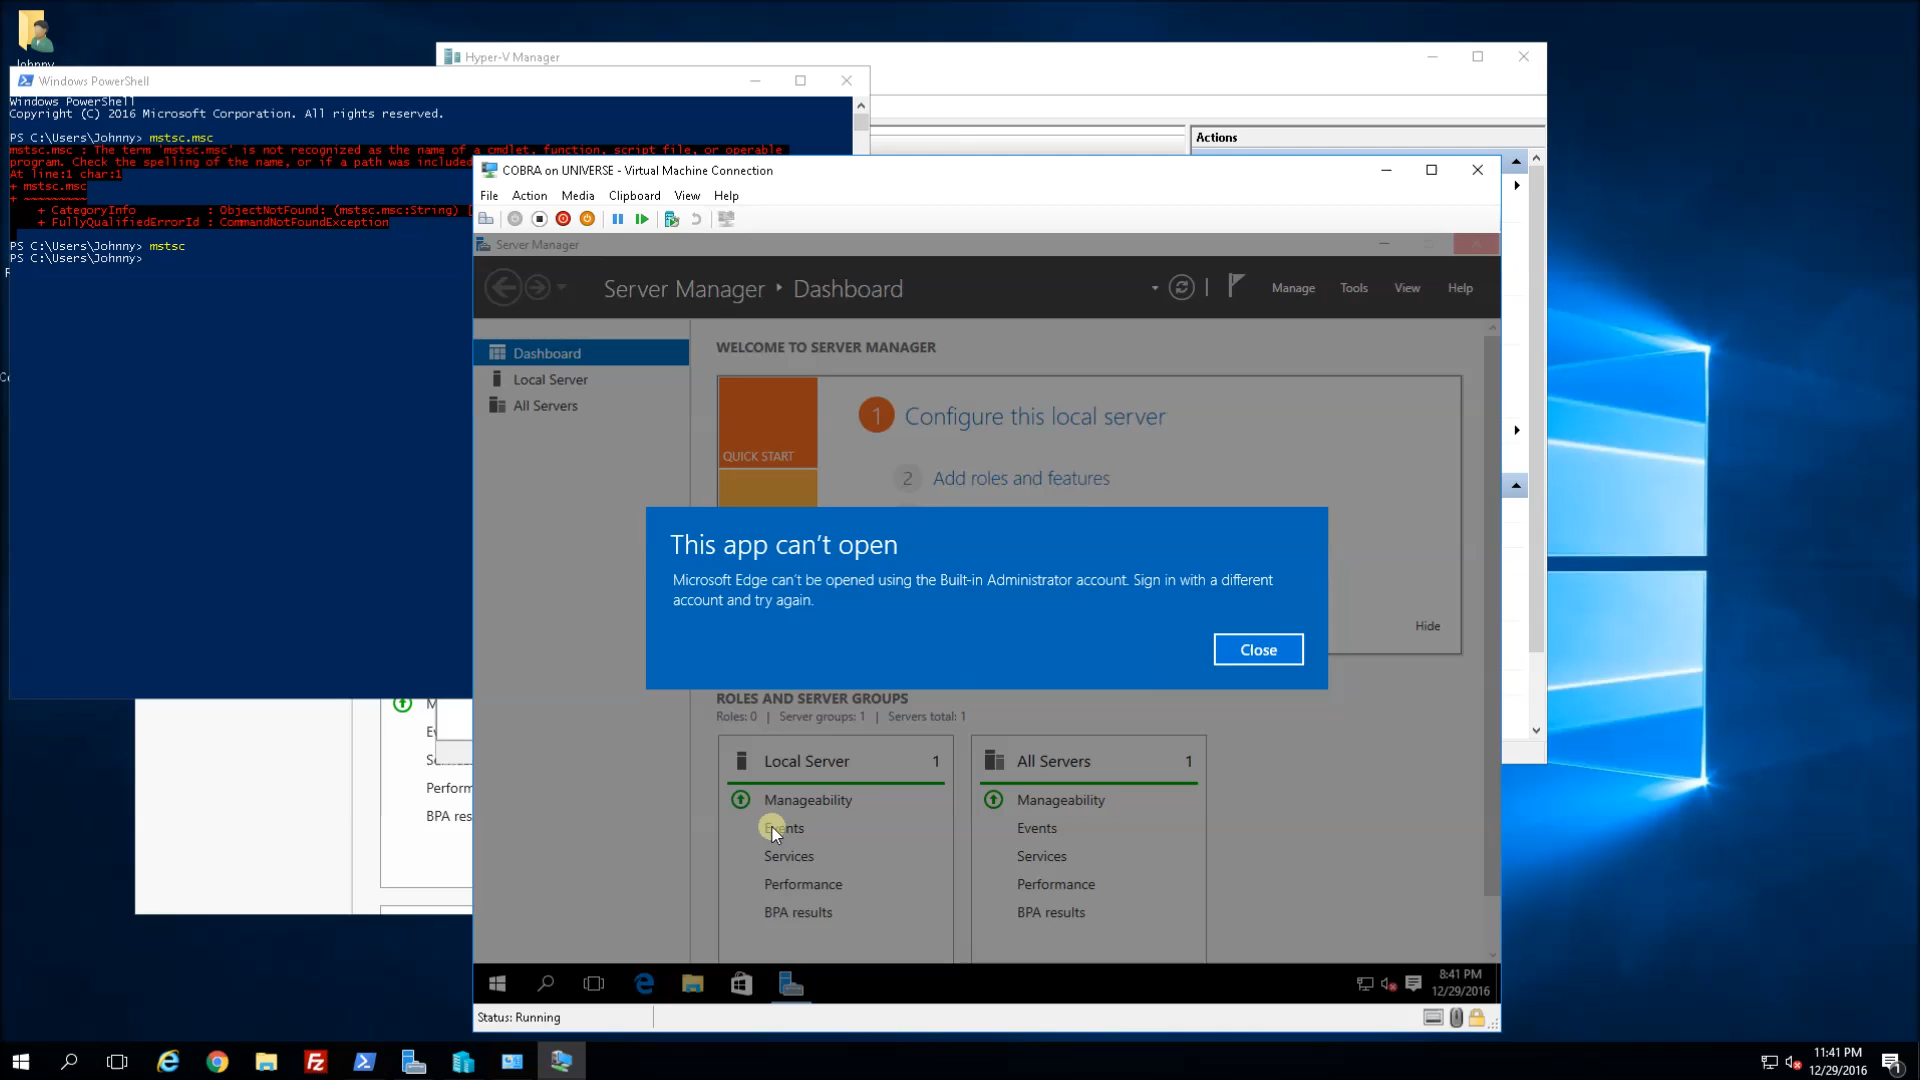 Johnny
Hyper-V Manager
Windows PowerShell
Windows PowerShell
Copyright (C) 2016 Microsoft Corporation. All rights reserved.
PS C:\Users\Johnny> mstsc.msc
mstsc.msc : The term 'mstsc.msc' is not recognized as the name of a cmdlet, function, script file, or operable
program. Check the spelling of the name, or if a path was included
At line:1 char:1
+ mstsc.msc
+ ~~~~~~~~~
+ CategoryInfo : ObjectNotFound: (mstsc.msc:String) [
+ FullyQualifiedErrorId : CommandNotFoundException
PS C:\Users\Johnny> mstsc
PS C:\Users\Johnny>
Actions
COBRA on UNIVERSE - Virtual Machine Connection
File Action Media Clipboard View Help
Server Manager
Server Manager Dashboard
Manage Tools View Help
Dashboard
Local Server
All Servers
WELCOME TO SERVER MANAGER
QUICK START
1 Configure this local server
2 Add roles and features
This app can't open
Microsoft Edge can't be opened using the Built-in Administrator account. Sign in with a different
account and try again.
Close
Hide
ROLES AND SERVER GROUPS
Roles: 0 | Server groups: 1 | Servers total: 1
Local Server 1
Manageability
Events
Services
Performance
BPA results
All Servers 1
Manageability
Events
Services
Performance
BPA results
Perform
BPA res
8:41 PM
12/29/2016
Status: Running
11:41 PM
12/29/2016
1